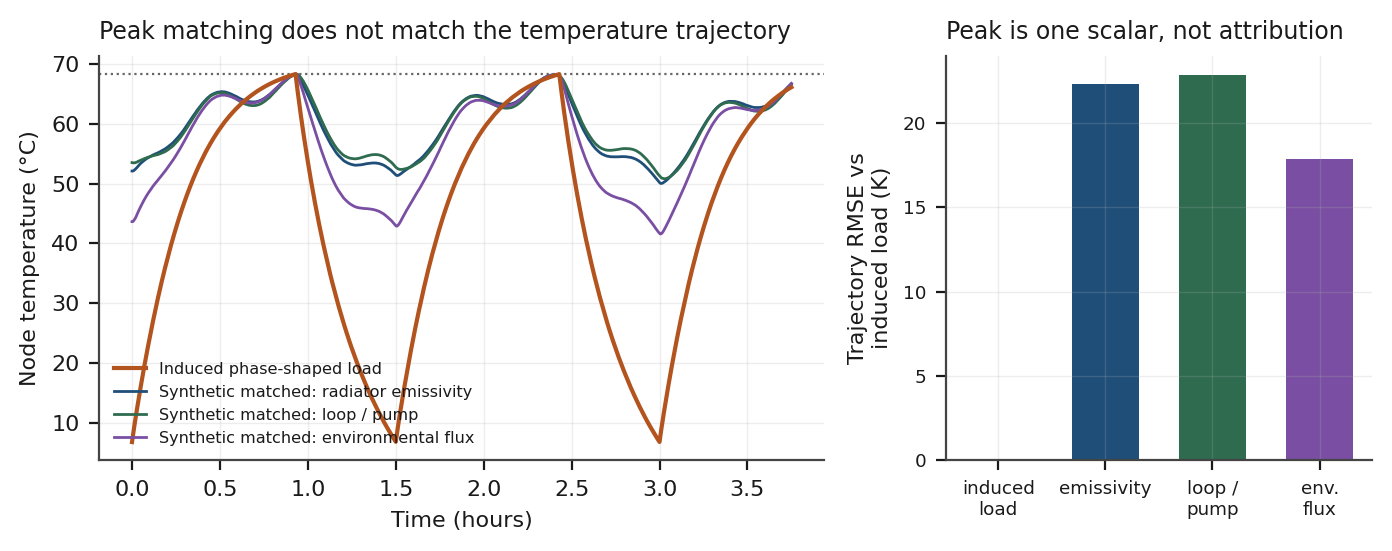 Peak matching does not match the temperature trajectory
Node temperature (°C)
70
60
50
40
30
20
10
Induced phase-shaped load
Synthetic matched: radiator emissivity
Synthetic matched: loop / pump
Synthetic matched: environmental flux
0.0 0.5 1.0 1.5 2.0 2.5 3.0 3.5
Time (hours)
Peak is one scalar, not attribution
Trajectory RMSE vs
induced load (K)
20
15
10
5
0
induced
load
emissivity
loop /
pump
env.
flux